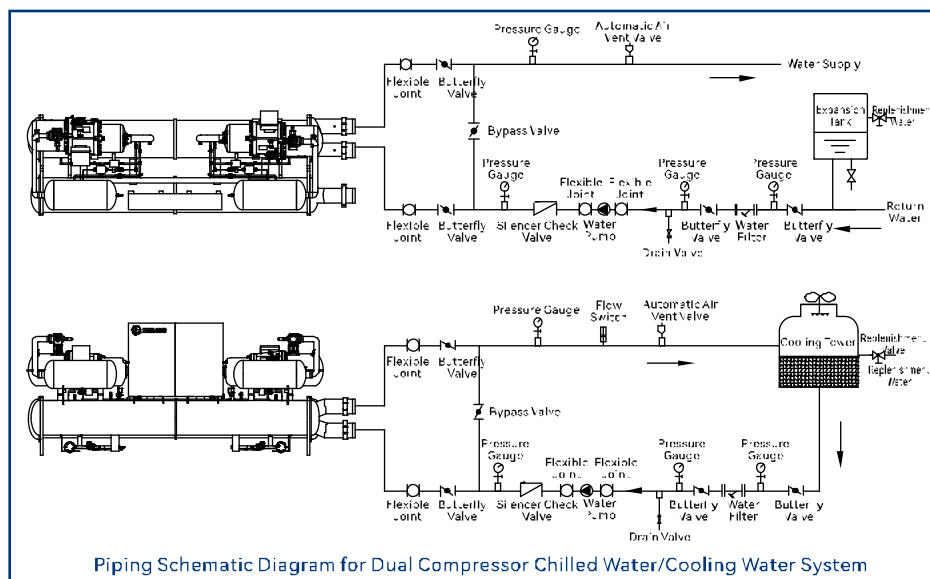 Pressure Gauge
Automatic Air
Vent Valve
Water Supply
Flexible
Joint
Butterfly
Valve
Expansion
Tank
Replenishment
Water
Bypass Valve
Pressure
Gauge
Flexible
Joint
Flexible
Joint
Pressure
Gauge
Pressure
Gauge
Return
Water
Flexible
Joint
Butterfly
Valve
Silencer Check
Valve
Water
Pump
Butterfly
Valve
Water
Filter
Butterfly
Valve
Drain Valve
Pressure Gauge
Flow
Switch
Automatic Air
Vent Valve
Cooling Tower
Replenishment
Valve
Replenishment
Water
Flexible
Joint
Butterfly
Valve
Bypass Valve
Pressure
Gauge
Flexible
Joint
Flexible
Joint
Pressure
Gauge
Pressure
Gauge
Flexible
Joint
Butterfly
Valve
Silencer Check
Valve
Water
Pump
Butterfly
Valve
Water
Filter
Butterfly
Valve
Drain Valve
Piping Schematic Diagram for Dual Compressor Chilled Water/Cooling Water System